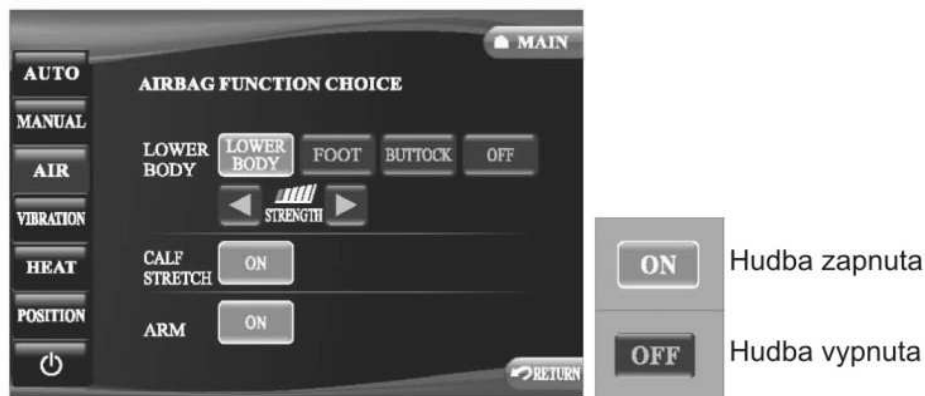 MAIN
AUTO
MANUAL
AIR
VIBRATION
HEAT
POSITION
AIRBAG FUNCTION CHOICE
LOWER
BODY
LOWER
BODY
FOOT
BUTTOCK
OFF
STRENGTH
CALF
STRETCH
ON
ARM
ON
RETURN
ON
Hudba zapnuta
OFF
Hudba vypnuta